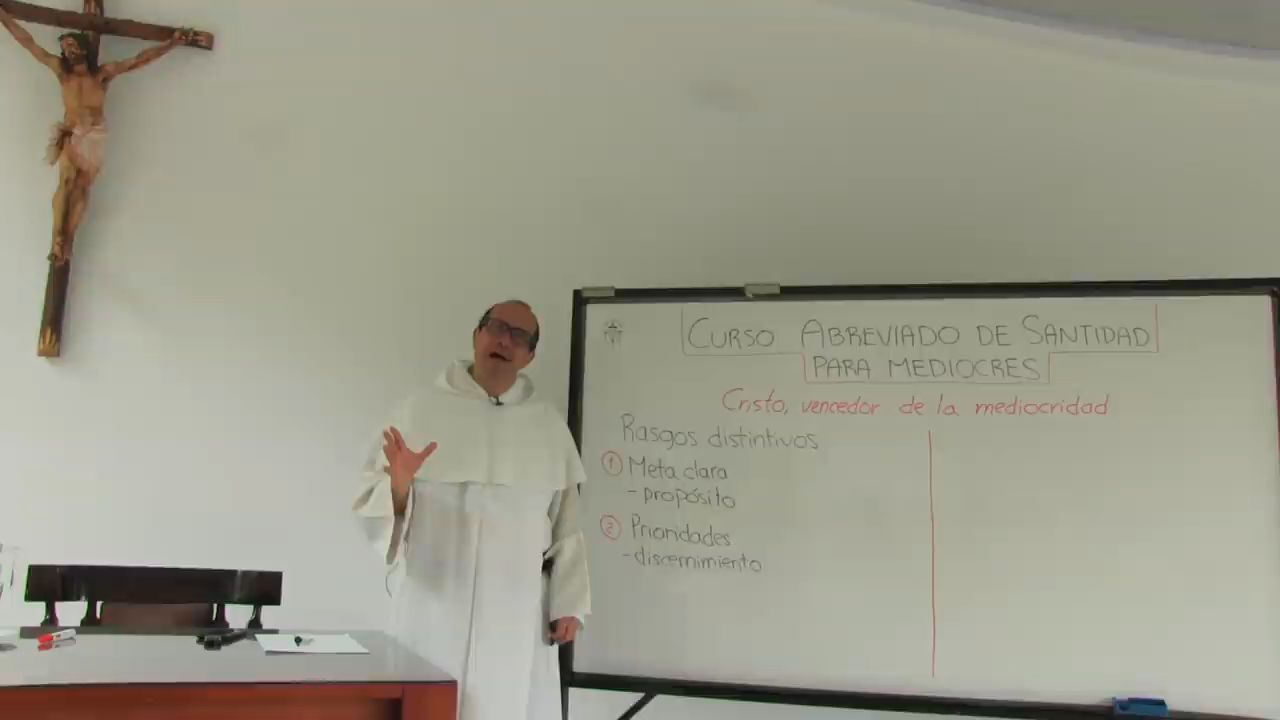 CURSO ABREVIADO DE SANTIDAD
PARA MEDIOCRES
Cristo, vencedor de la mediocridad
Rasgos distintivos
① Meta clara
- propósito
② Prioridades
- discernimiento